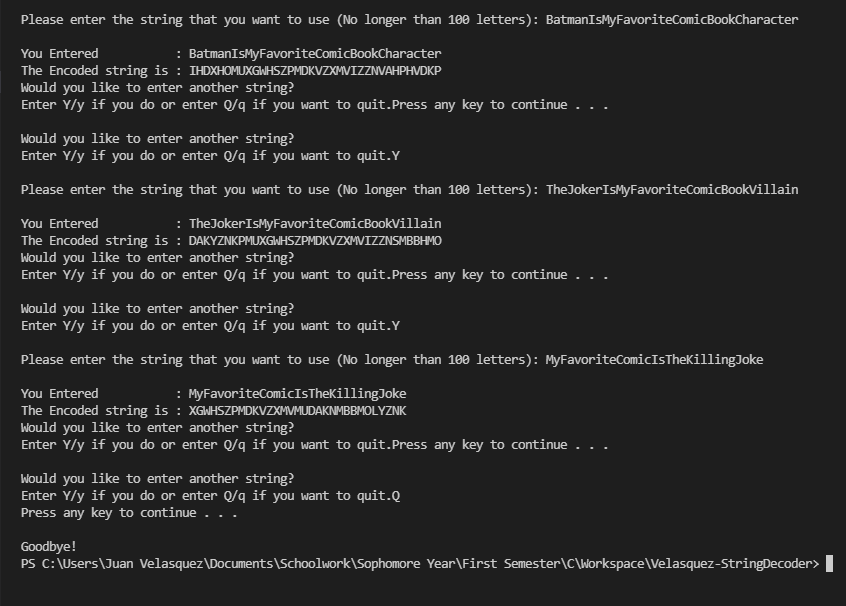 Please enter the string that you want to use (No longer than 100 letters): BatmanIsMyFavoriteComicBookCharacter
You Entered          : BatmanIsMyFavoriteComicBookCharacter
The Encoded string is : IHDXHOMUXGWHSZPMDKVZXMVIZZNVAHPHVDKP
Would you like to enter another string?
Enter Y/y if you do or enter Q/q if you want to quit.Press any key to continue . . .
Would you like to enter another string?
Enter Y/y if you do or enter Q/q if you want to quit.Y
Please enter the string that you want to use (No longer than 100 letters): TheJokerIsMyFavoriteComicBookVillain
You Entered          : TheJokerIsMyFavoriteComicBookVillain
The Encoded string is : DAKYZNKPMUXGWHSZPMDKVZXMVIZZNSMBBHMO
Would you like to enter another string?
Enter Y/y if you do or enter Q/q if you want to quit.Press any key to continue . . .
Would you like to enter another string?
Enter Y/y if you do or enter Q/q if you want to quit.Y
Please enter the string that you want to use (No longer than 100 letters): MyFavoriteComicIsTheKillingJoke
You Entered          : MyFavoriteComicIsTheKillingJoke
The Encoded string is : XGWHSZPMDKVZXMVMUDAKNMBBMOLYZNK
Would you like to enter another string?
Enter Y/y if you do or enter Q/q if you want to quit.Press any key to continue . . .
Would you like to enter another string?
Enter Y/y if you do or enter Q/q if you want to quit.Q
Press any key to continue . . .
Goodbye!
PS C:\Users\Juan Velasquez\Documents\Schoolwork\Sophomore Year\First Semester\C\Workspace\Velasquez-StringDecoder>